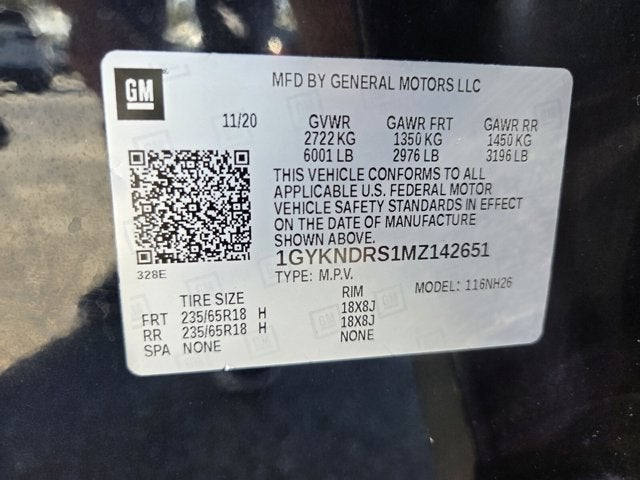 GM
MFD BY GENERAL MOTORS LLC
11/20 GVWR GAWR FRT GAWR RR
2722 KG 1350 KG 1450 KG
6001 LB 2976 LB 3196 LB
THIS VEHICLE CONFORMS TO ALL
APPLICABLE U.S. FEDERAL MOTOR
VEHICLE SAFETY STANDARDS IN EFFECT
ON THE DATE OF MANUFACTURE
SHOWN ABOVE.
328E
1GYKNDRS1MZ142651
TYPE: M.P.V. MODEL: 116NH26
TIRE SIZE RIM
FRT 235/65R18 H 18X8J
RR 235/65R18 H 18X8J
SPA NONE NONE